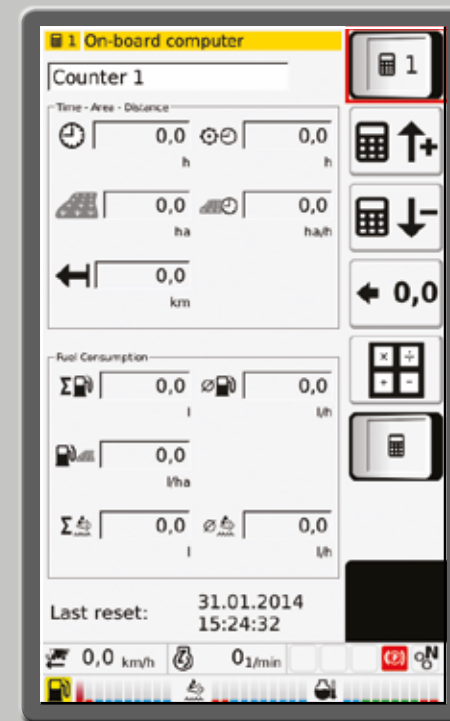 1 On-board computer
1
Counter 1
Time - Area - Distance
0,0 0,0
h h
0,0 0,0
ha ha/h
0,0
km
0,0
Fuel Consumption
× ÷
+ -
Σ 0,0 ⌀ 0,0
l l/h
0,0
l/ha
Σ 0,0 ⌀ 0,0
l l/h
Last reset: 31.01.2014
15:24:32
0,0 km/h 0 1/min (P) N